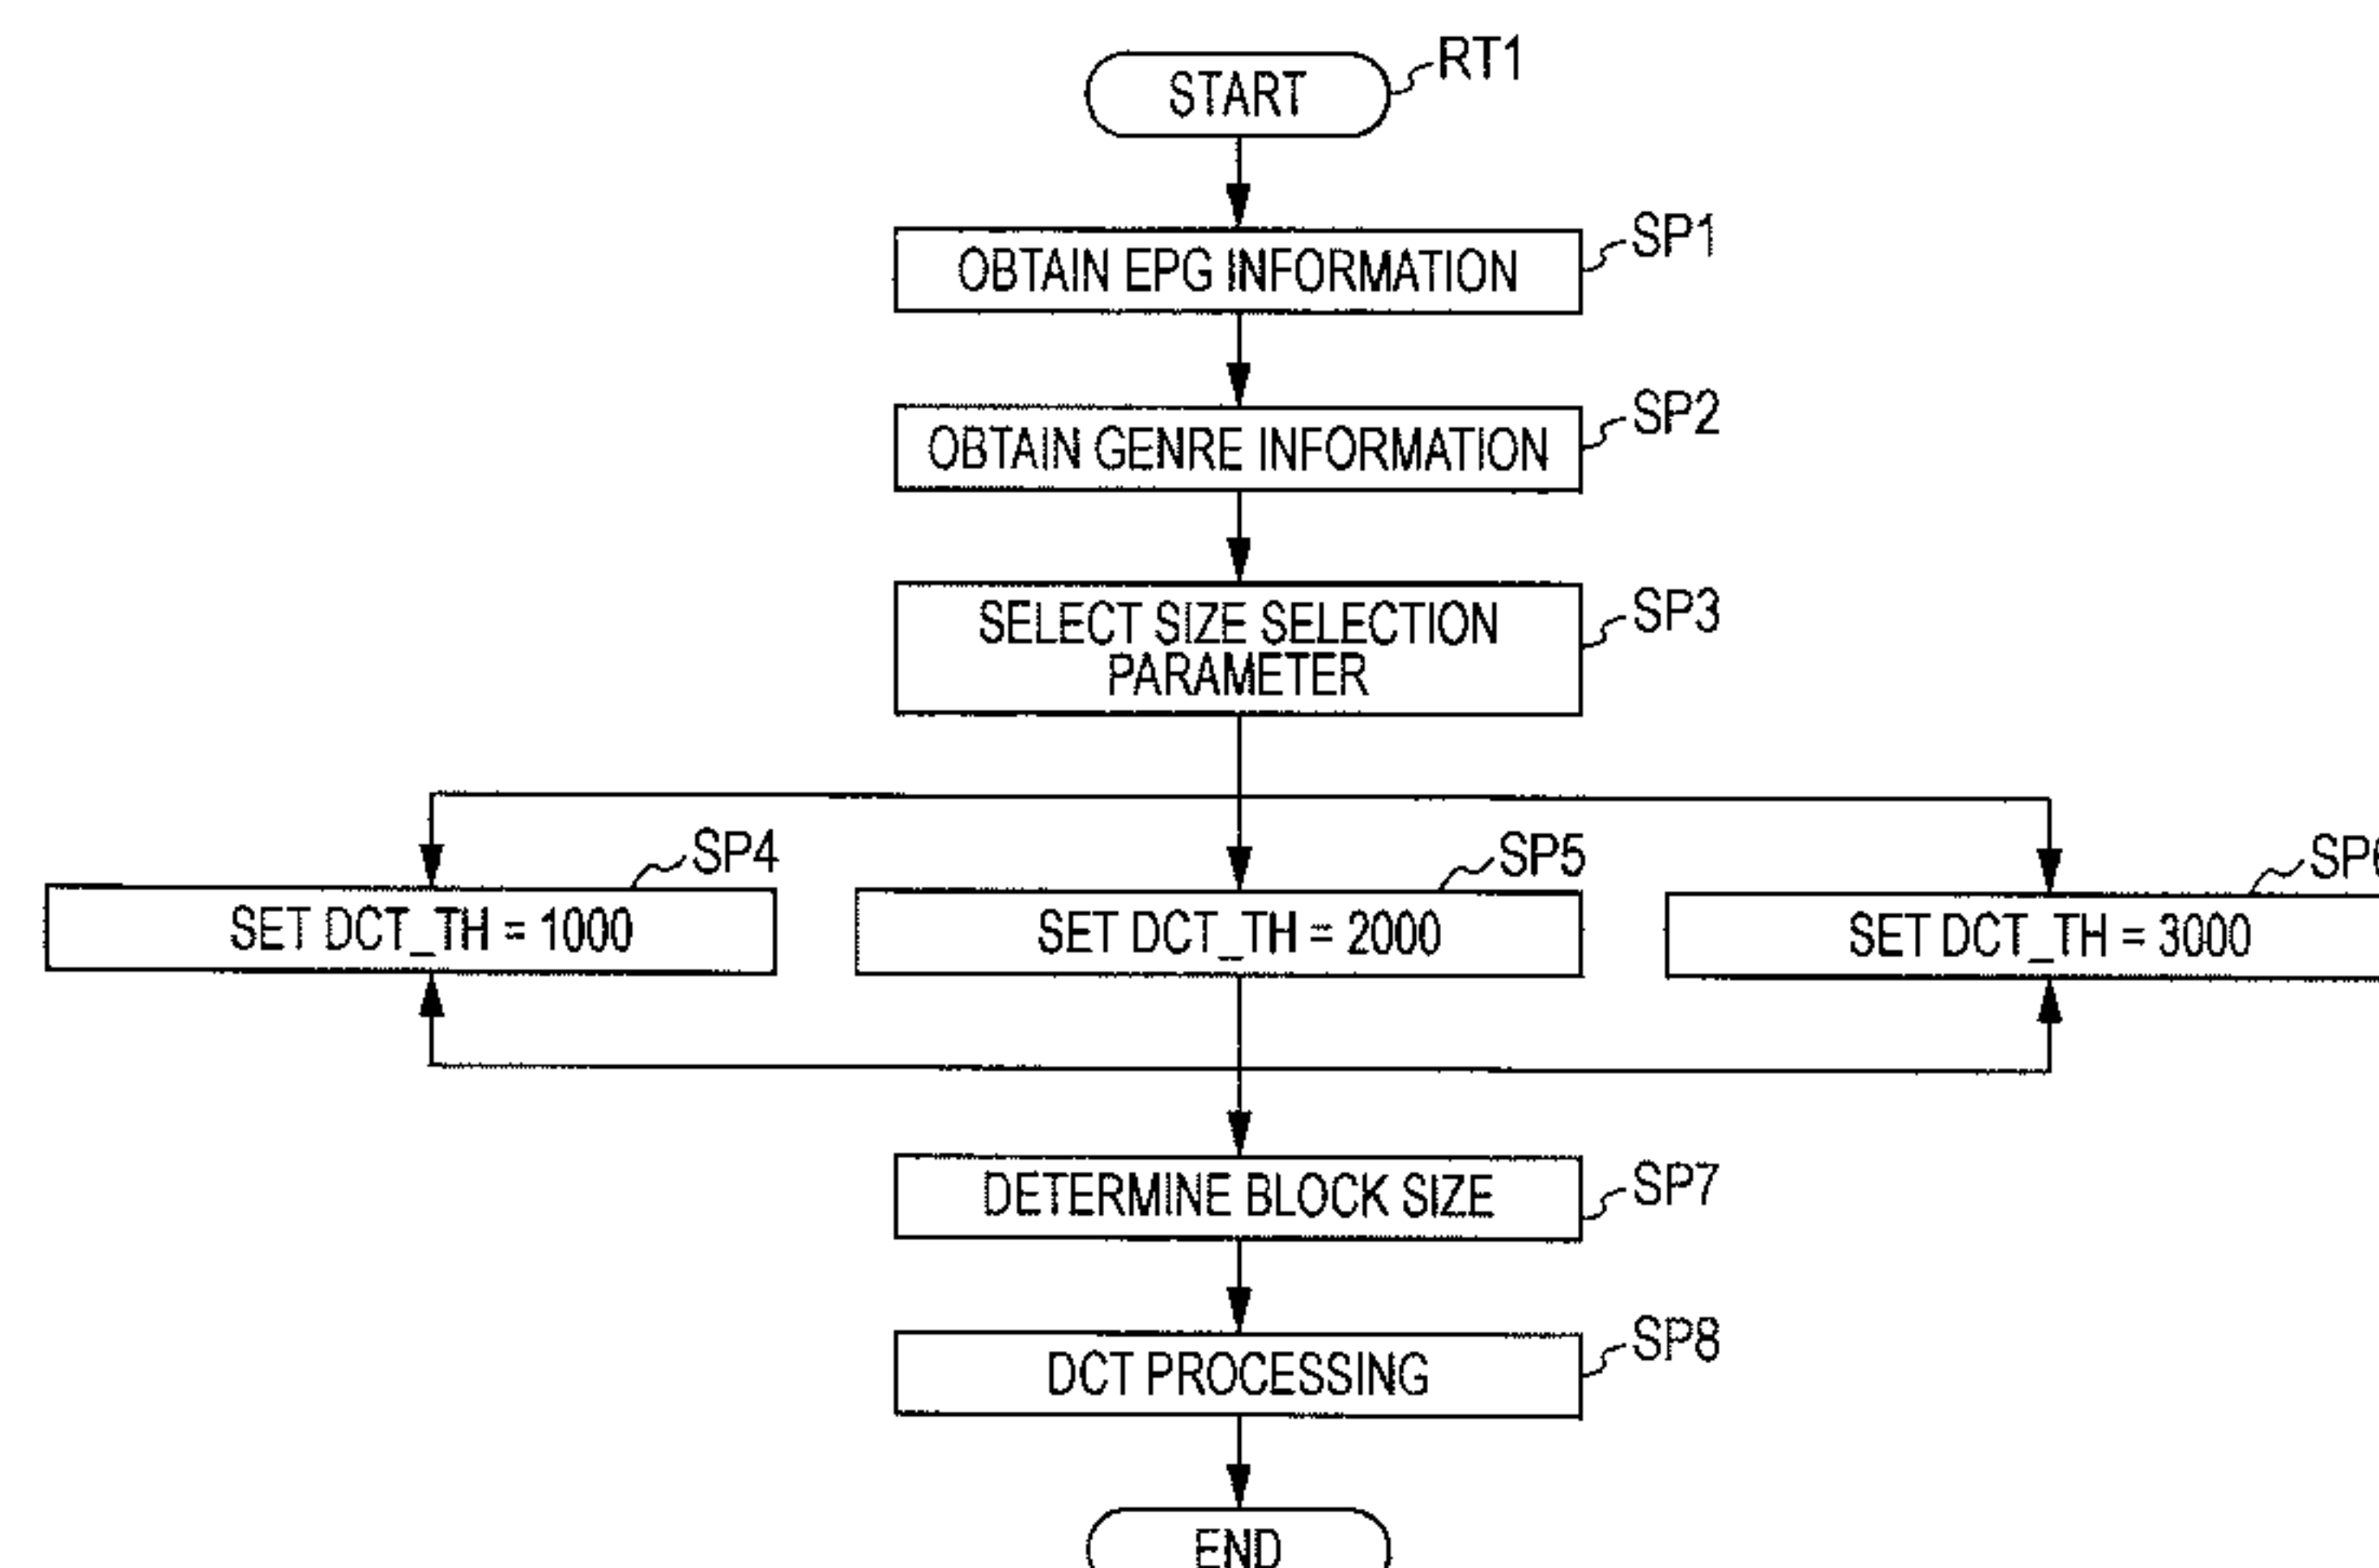 START
RT1
OBTAIN EPG INFORMATION
SP1
OBTAIN GENRE INFORMATION
SP2
SELECT SIZE SELECTION
PARAMETER
SP3
SP4
SP5
SET DCT_TH = 1000
SET DCT_TH = 2000
SET DCT_TH = 3000
DETERMINE BLOCK SIZE
SP7
DCT PROCESSING
SP8
END